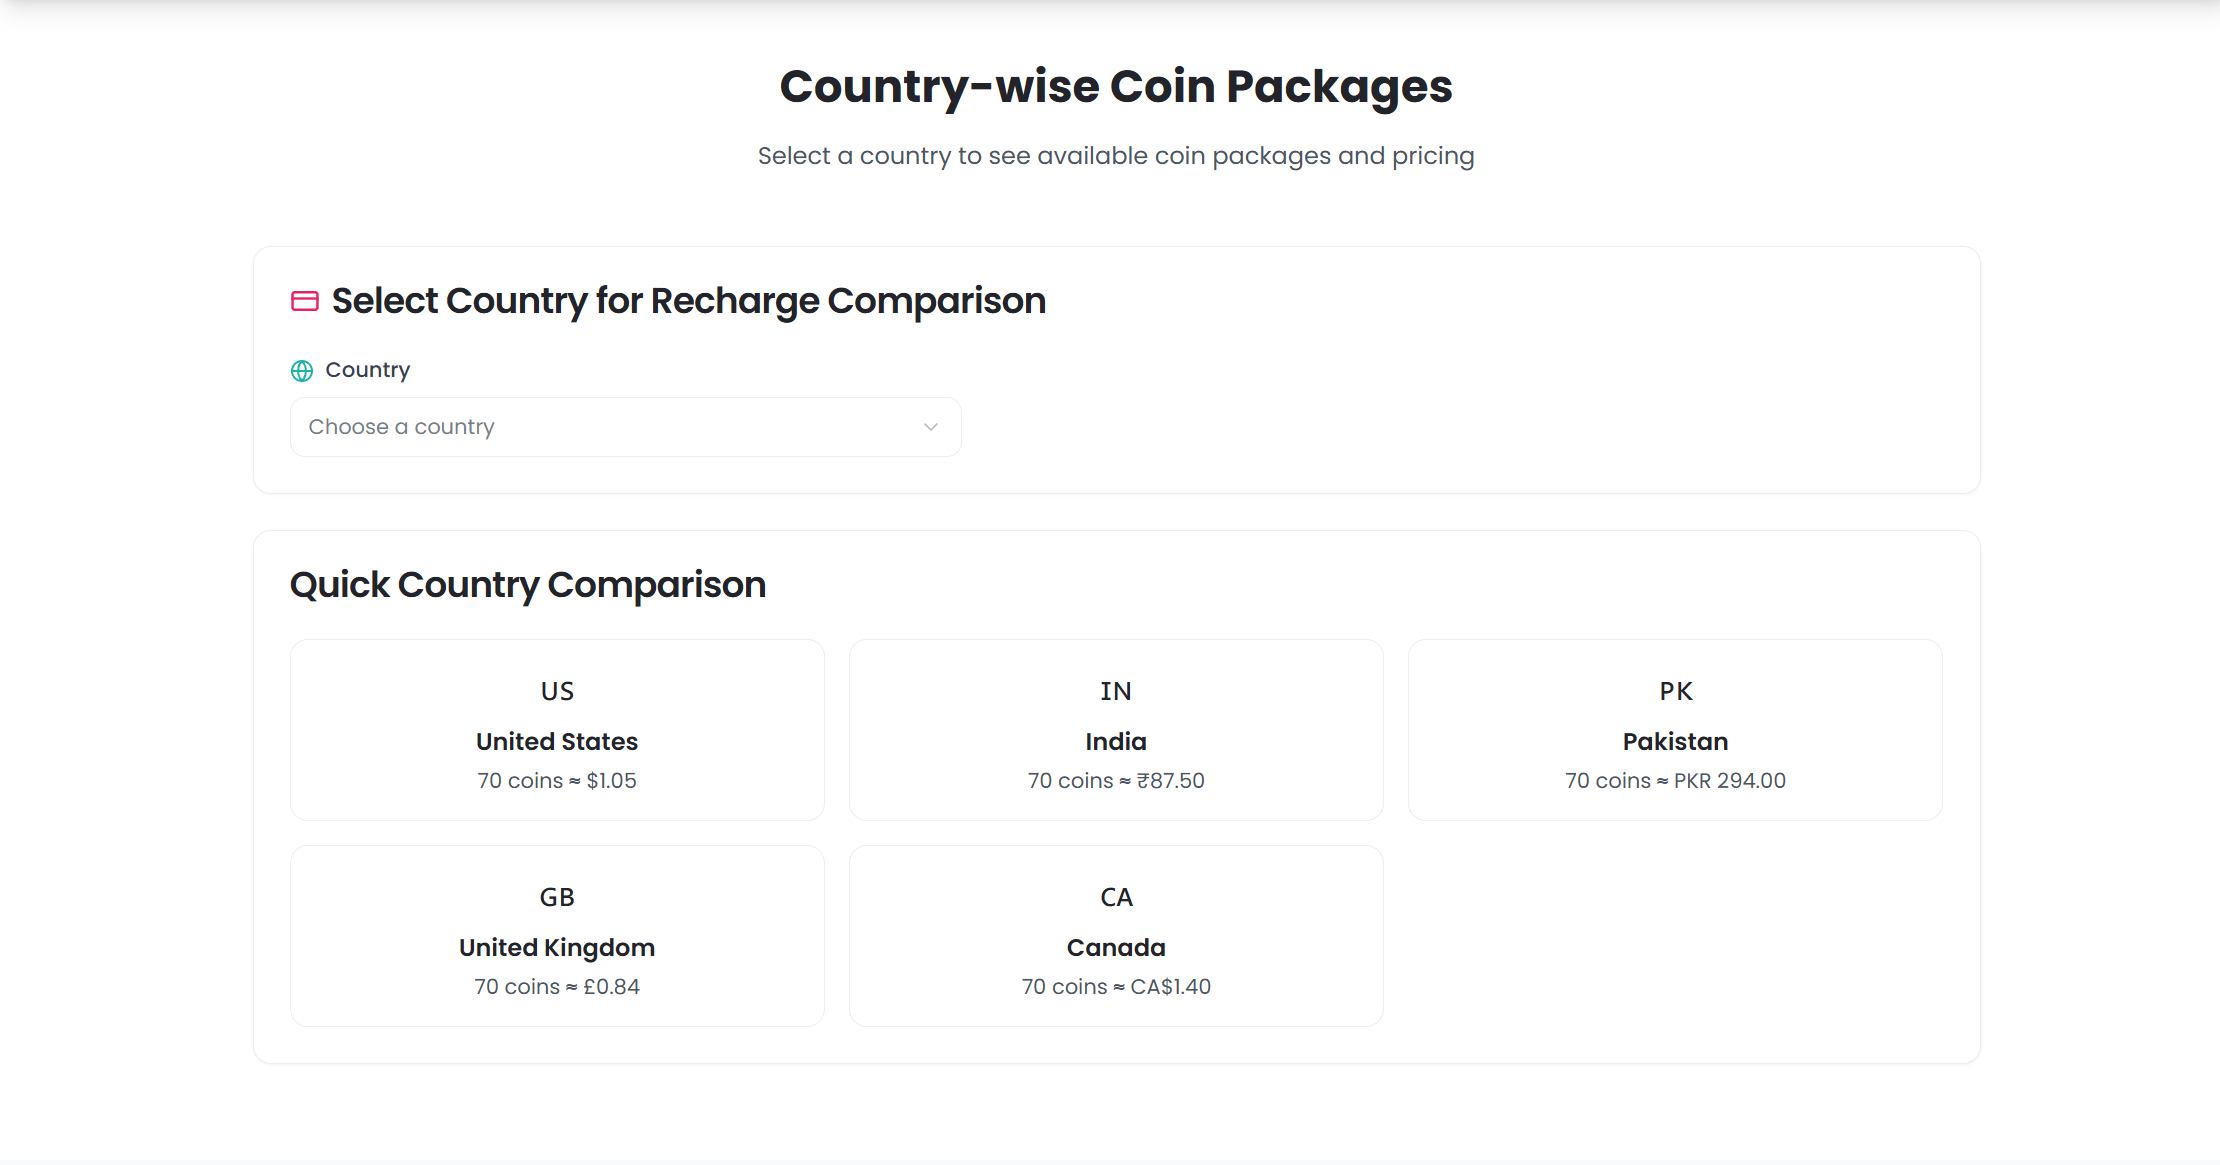 Country-wise Coin Packages
Select a country to see available coin packages and pricing
Select Country for Recharge Comparison
Country
Choose a country
Quick Country Comparison
US
United States
70 coins ≈ $1.05
IN
India
70 coins ≈ ₹87.50
PK
Pakistan
70 coins ≈ PKR 294.00
GB
United Kingdom
70 coins ≈ £0.84
CA
Canada
70 coins ≈ CA$1.40